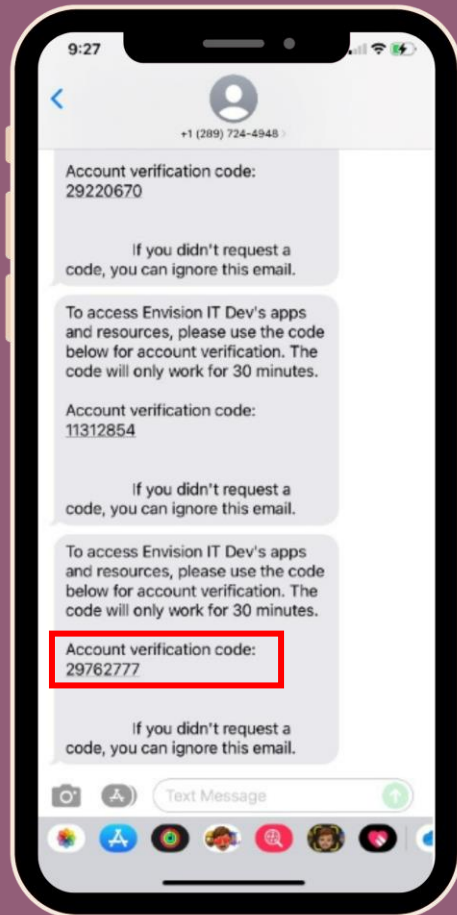 9:27
+1 (289) 724-4948
Account verification code:
29220670
If you didn't request a
code, you can ignore this email.
To access Envision IT Dev's apps
and resources, please use the code
below for account verification. The
code will only work for 30 minutes.
Account verification code:
11312854
If you didn't request a
code, you can ignore this email.
To access Envision IT Dev's apps
and resources, please use the code
below for account verification. The
code will only work for 30 minutes.
Account verification code:
29762777
If you didn't request a
code, you can ignore this email.
Text Message